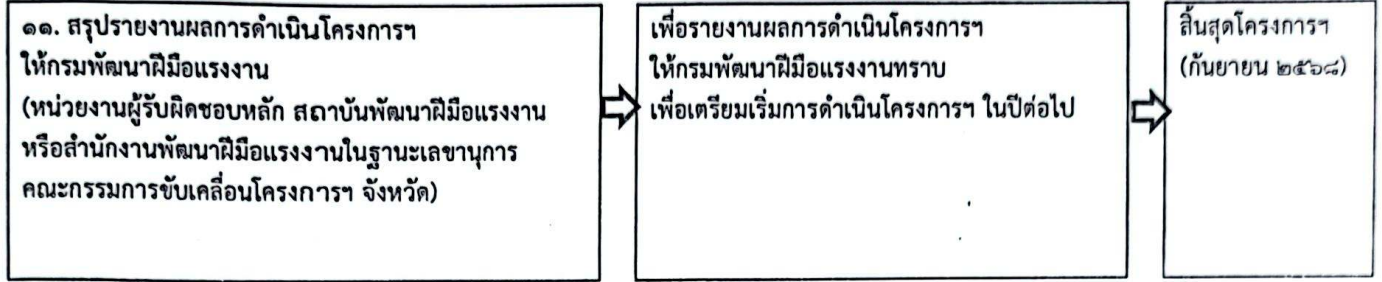 ๑๑. สรุปรายงานผลการดำเนินโครงการฯ
ให้กรมพัฒนาฝีมือแรงงาน
(หน่วยงานผู้รับผิดชอบหลัก สถาบันพัฒนาฝีมือแรงงาน
หรือสำนักงานพัฒนาฝีมือแรงงานในฐานะเลขานุการ
คณะกรรมการขับเคลื่อนโครงการฯ จังหวัด)
เพื่อรายงานผลการดำเนินโครงการฯ
ให้กรมพัฒนาฝีมือแรงงานทราบ
เพื่อเตรียมเริ่มการดำเนินโครงการฯ ในปีต่อไป
สิ้นสุดโครงการฯ
(กันยายน ๒๕๖๘)